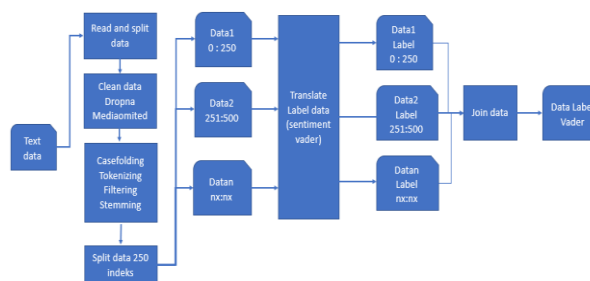 Text
data
Read and split
data
Clean data
Dropna
Mediaomited
Casefolding
Tokenizing
Filtering
Stemming
Split data 250
indeks
Data1
0 : 250
Data2
251:500
Datan
nx:nx
Translate
Label data
(sentiment
vader)
Data1
Label
0 : 250
Data2
Label
251:500
Datan
Label
nx:nx
Join data
Data Label
Vader